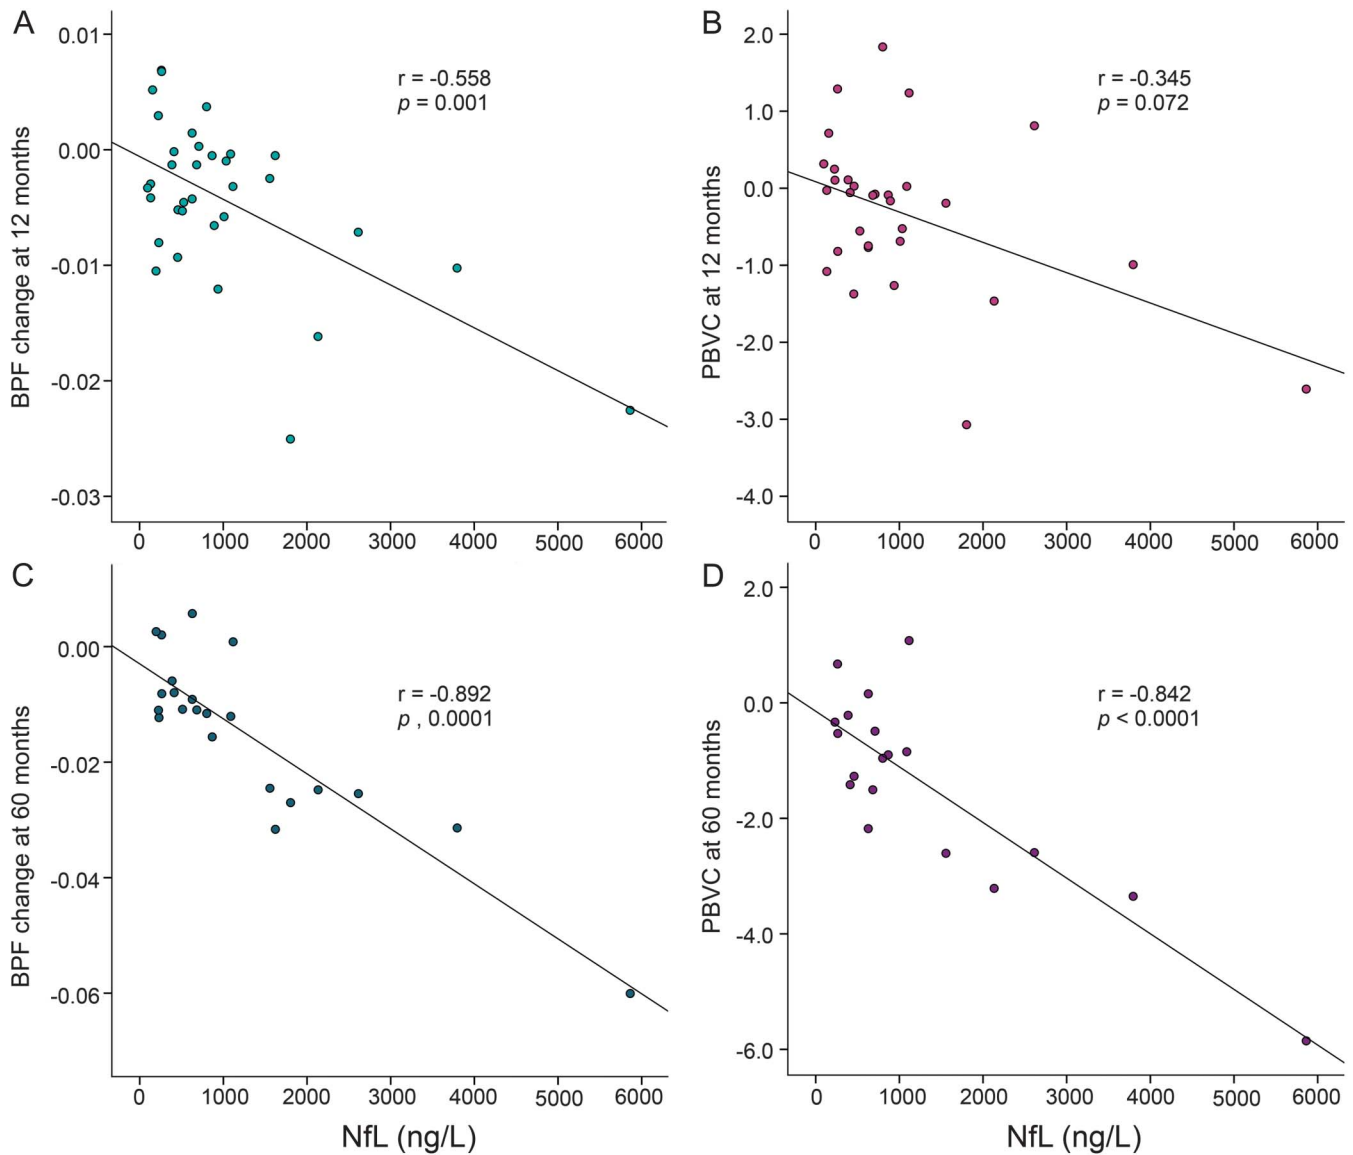 A
0.01
0.00
-0.01
-0.02
-0.03
BPF change at 12 months
r = -0.558
p = 0.001
0 1000 2000 3000 4000 5000 6000
B
2.0
1.0
0.0
-1.0
-2.0
-3.0
-4.0
PBVC at 12 months
r = -0.345
p = 0.072
0 1000 2000 3000 4000 5000 6000
C
0.00
-0.02
-0.04
-0.06
BPF change at 60 months
r = -0.892
p , 0.0001
0 1000 2000 3000 4000 5000 6000
NfL (ng/L)
D
2.0
0.0
-2.0
-4.0
-6.0
PBVC at 60 months
r = -0.842
p < 0.0001
0 1000 2000 3000 4000 5000 6000
NfL (ng/L)